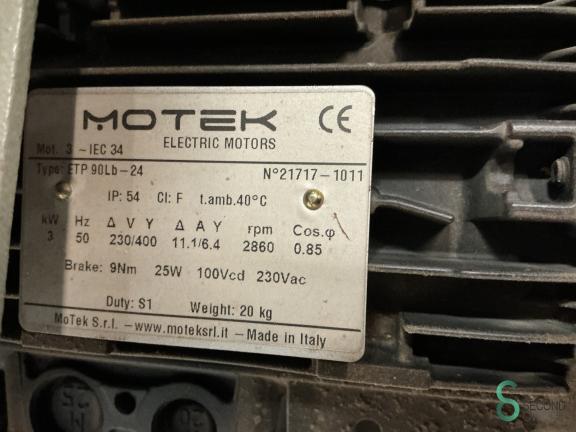 MOTEK CE
ELECTRIC MOTORS
Mot. 3 ~IEC 34
Type: ETP 90Lb-24 N°21717-1011
IP: 54 Cl: F t.amb.40°C
kW Hz Δ V Y Δ A Y rpm Cos.φ
3 50 230/400 11.1/6.4 2860 0.85
Brake: 9Nm 25W 100Vcd 230Vac
Duty: S1 Weight: 20 kg
MoTek S.r.l. -www.moteksrl.it- Made in Italy
SECOND